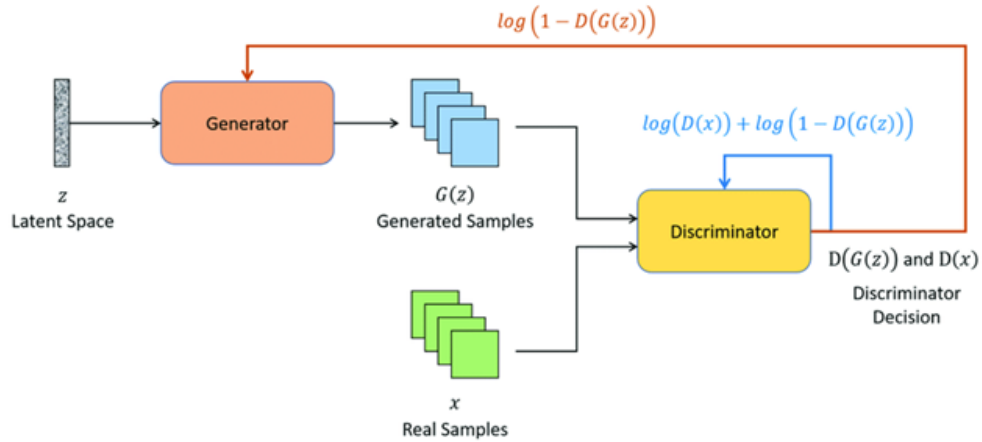 log(1 − D(G(z)))
Generator
log(D(x)) + log(1 − D(G(z)))
z
Latent Space
G(z)
Generated Samples
Discriminator
D(G(z)) and D(x)
Discriminator
Decision
x
Real Samples